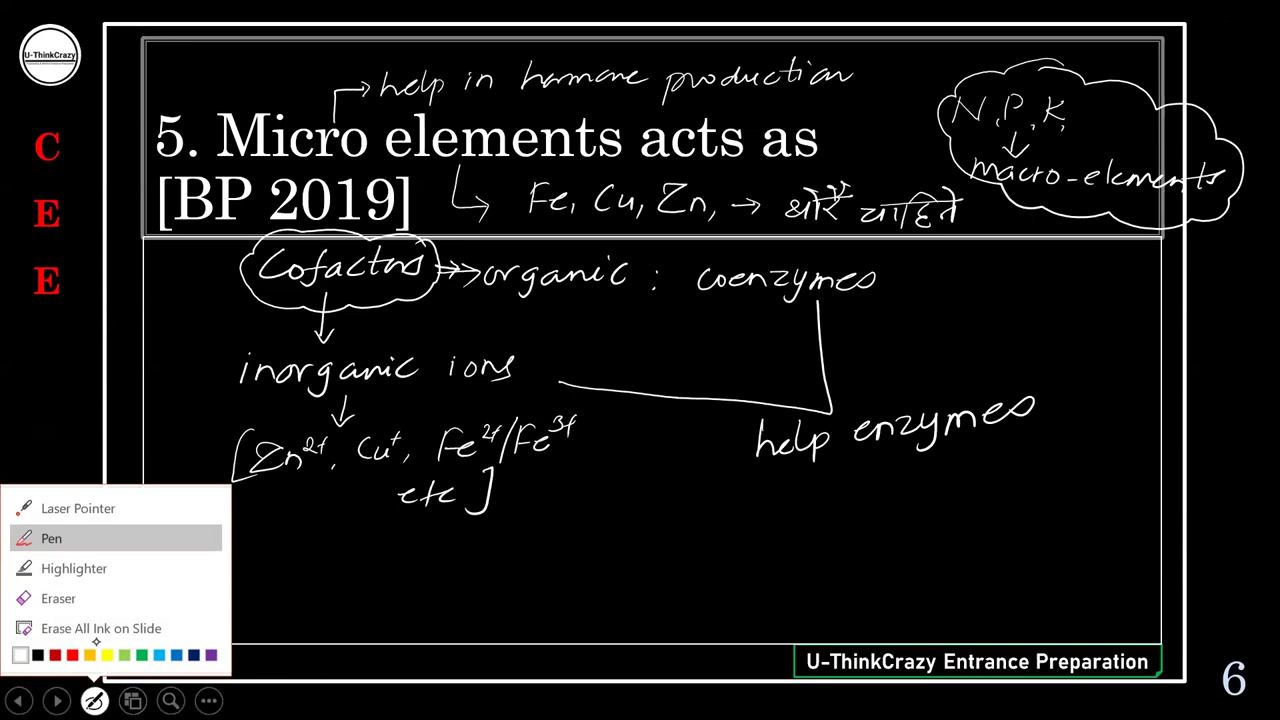 U-ThinkCrazy
C
E
E
help in hormone production
5. Micro elements acts as
[BP 2019]
Fe, Cu, Zn, →
N, P, K,
macro-elements
Cofactors → organic : coenzymes
inorganic ions
[Zn²⁺, Cu⁺, Fe²⁺/Fe³⁺
etc]
help enzymes
Laser Pointer
Pen
Highlighter
Eraser
Erase All Ink on Slide
U-ThinkCrazy Entrance Preparation
6